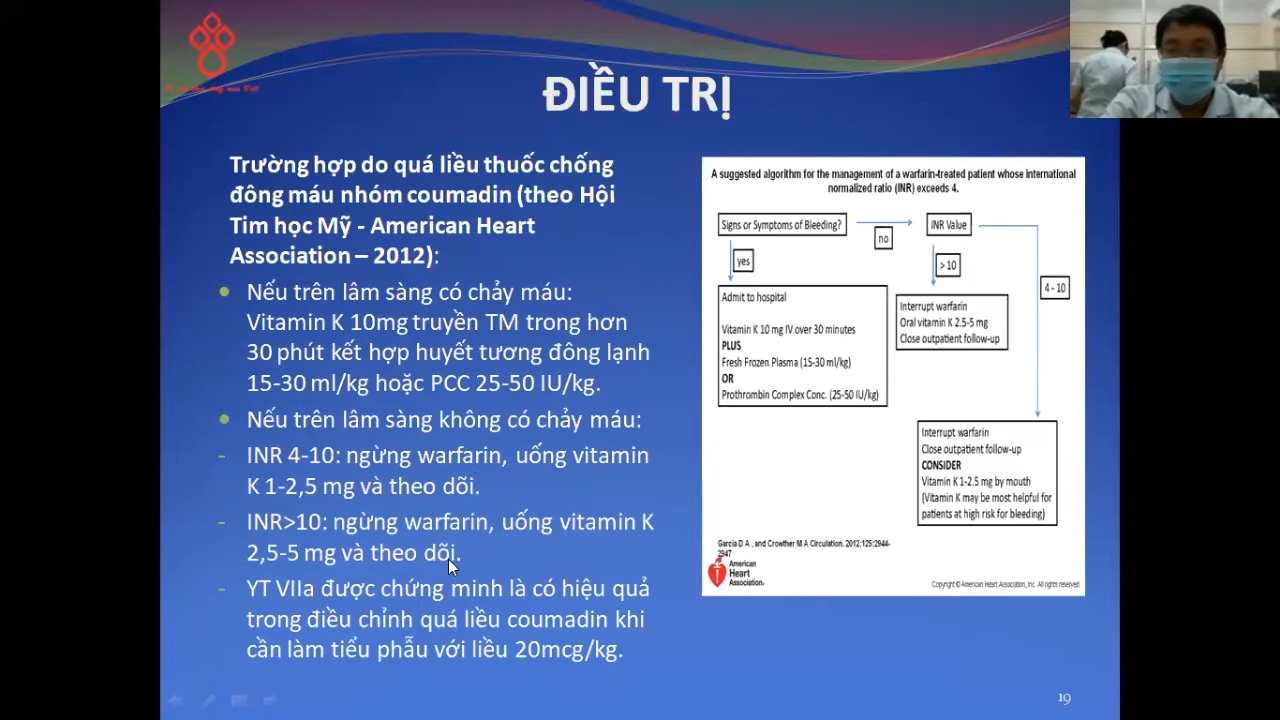 ĐIỀU TRỊ
Trường hợp do quá liều thuốc chống
đông máu nhóm coumadin (theo Hội
Tim học Mỹ - American Heart
Association – 2012):
Nếu trên lâm sàng có chảy máu:
Vitamin K 10mg truyền TM trong hơn
30 phút kết hợp huyết tương đông lạnh
15-30 ml/kg hoặc PCC 25-50 IU/kg.
Nếu trên lâm sàng không có chảy máu:
- INR 4-10: ngừng warfarin, uống vitamin
K 1-2,5 mg và theo dõi.
- INR>10: ngừng warfarin, uống vitamin K
2,5-5 mg và theo dõi.
- YT VIIa được chứng minh là có hiệu quả
trong điều chỉnh quá liều coumadin khi
cần làm tiểu phẫu với liều 20mcg/kg.
A suggested algorithm for the management of a warfarin-treated patient whose international
normalized ratio (INR) exceeds 4.
Signs or Symptoms of Bleeding?
no
INR Value
yes
> 10
4 - 10
Admit to hospital
Vitamin K 10 mg IV over 30 minutes
PLUS
Fresh Frozen Plasma (15-30 ml/kg)
OR
Prothrombin Complex Conc. (25-50 IU/kg)
Interrupt warfarin
Oral vitamin K 2.5-5 mg
Close outpatient follow-up
Interrupt warfarin
Close outpatient follow-up
CONSIDER
Vitamin K 1-2.5 mg by mouth
(Vitamin K may be most helpful for
patients at high risk for bleeding)
Garcia D A , and Crowther M A Circulation. 2012;125:2944-
2947
American
Heart
Association.
Copyright © American Heart Association, Inc. All rights reserved.
19